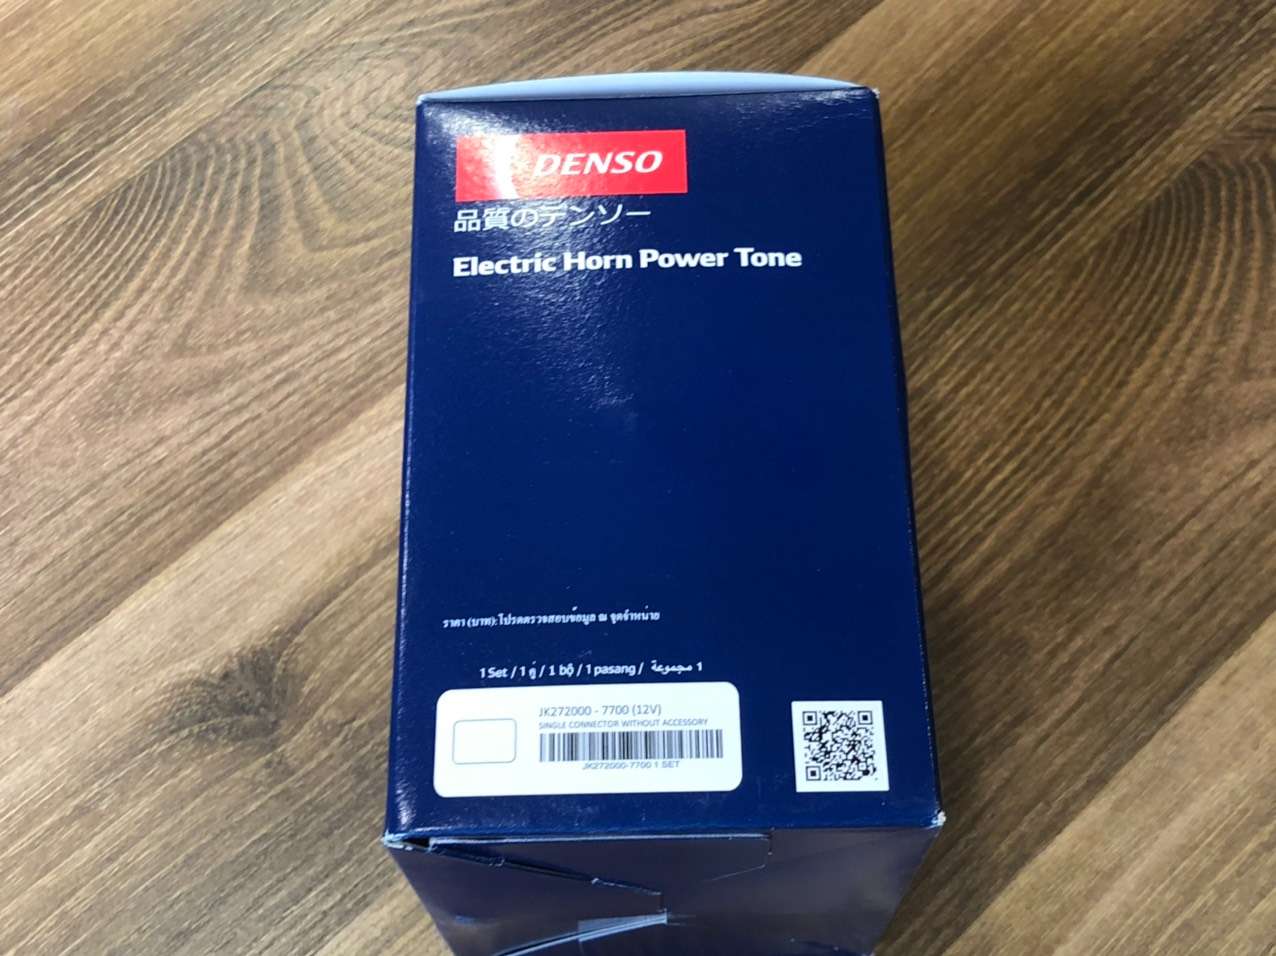 DENSO
品質のデンソー
Electric Horn Power Tone
ราคา (บาท): โปรดตรวจสอบข้อมูล ณ จุดจำหน่าย
1 Set / 1 คู่ / 1 bộ / 1 pasang / 1 مجموعة
JK272000 - 7700 (12V)
SINGLE CONNECTOR WITHOUT ACCESSORY
JK272000-7700 1 SET